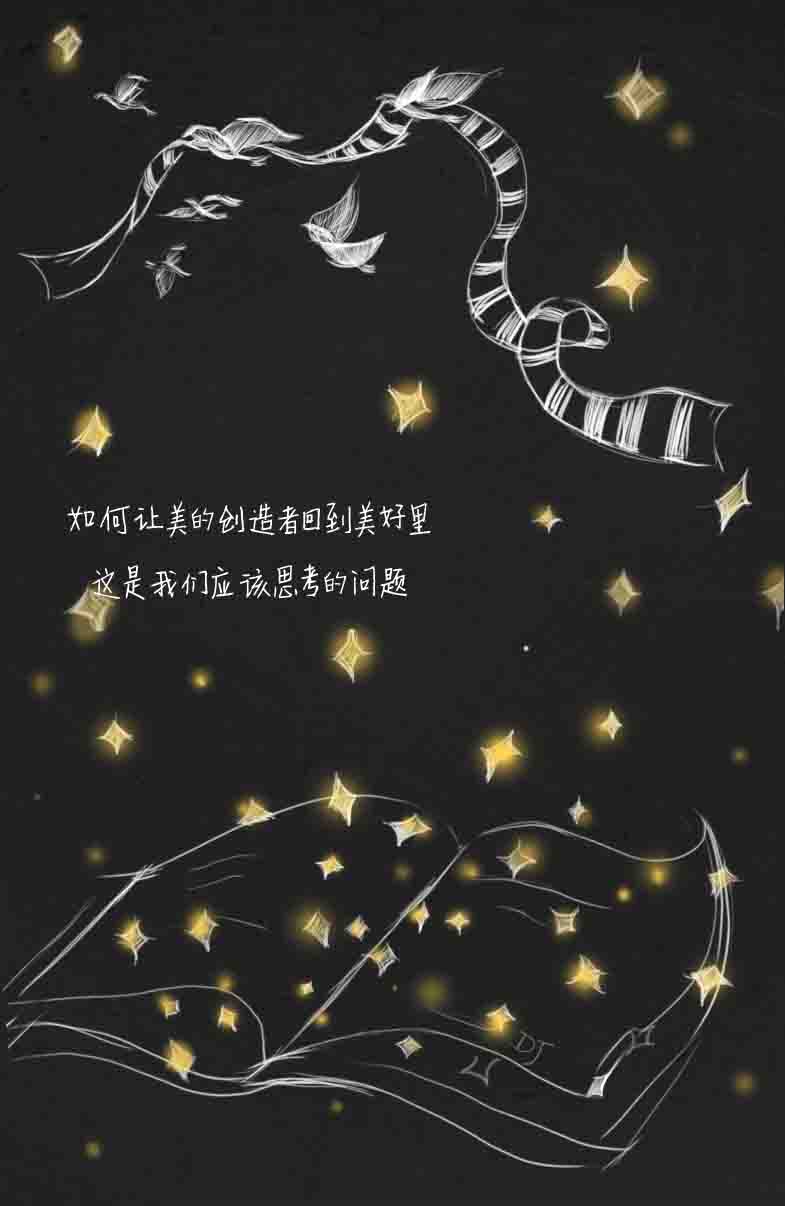 如何让美的创造者回到美好里
这是我们应该思考的问题
DJ